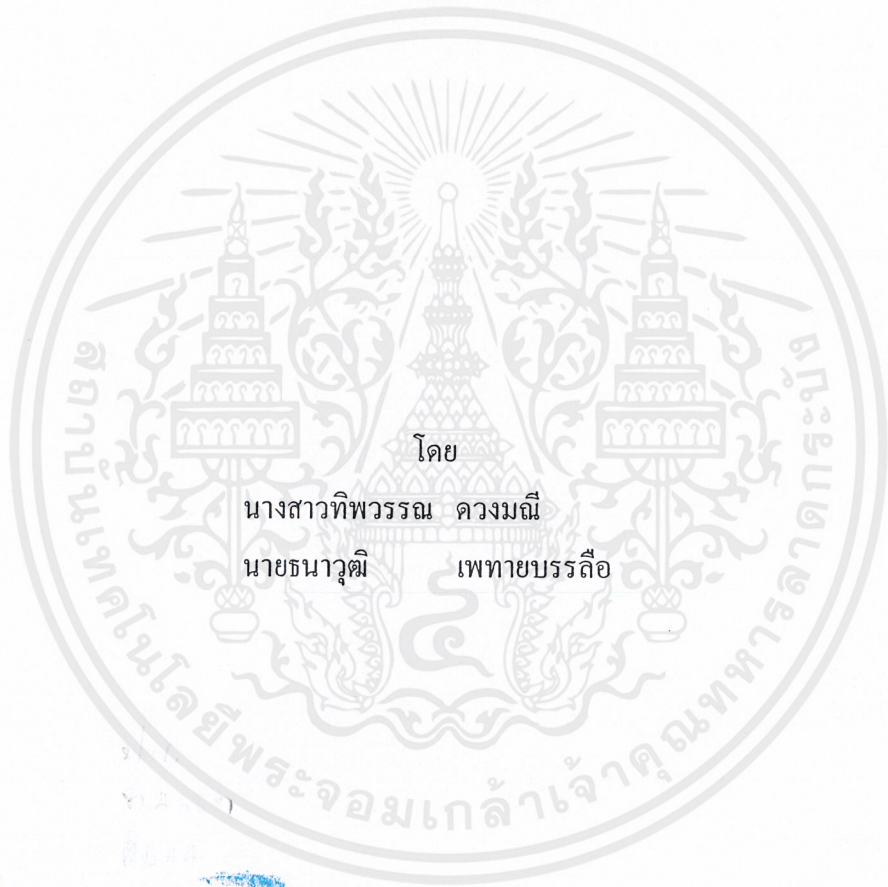 โดย
นางสาวทิพวรรณ ดวงมณี
นายธนาวุฒิ เพทายบรรลือ
สถาบันเทคโนโลยีพระจอมเกล้าเจ้าคุณทหารลาดกระบัง
๔